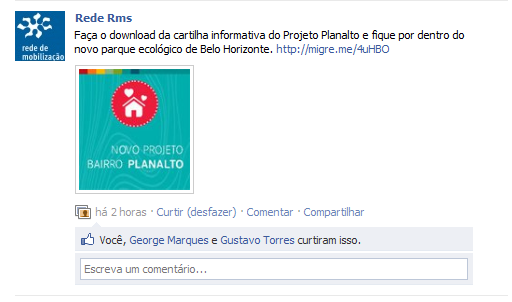 rede de
mobilização
Rede Rms
Faça o download da cartilha informativa do Projeto Planalto e fique por dentro do
novo parque ecológico de Belo Horizonte. http://migre.me/4uHBO
NOVO PROJETO
BAIRRO PLANALTO
há 2 horas · Curtir (desfazer) · Comentar · Compartilhar
Você, George Marques e Gustavo Torres curtiram isso.
Escreva um comentário...